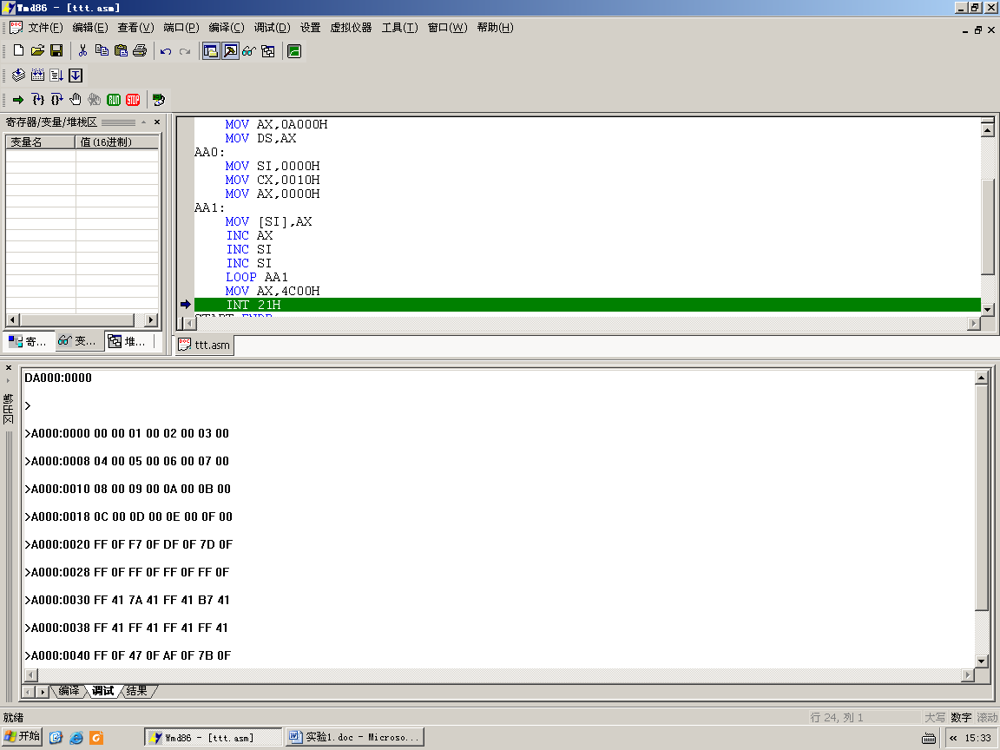 Wmd86 - [ttt.asm]
文件(F) 编辑(E) 查看(V) 端口(P) 编译(C) 调试(D) 设置 虚拟仪器 工具(T) 窗口(W) 帮助(H)
寄存器/变量/堆栈区
变量名 值(16进制)
寄... 变... 堆...
MOV AX,0A000H
MOV DS,AX
AA0:
MOV SI,0000H
MOV CX,0010H
MOV AX,0000H
AA1:
MOV [SI],AX
INC AX
INC SI
INC SI
LOOP AA1
MOV AX,4C00H
INT 21H
START ENDP
ttt.asm
输出区
DA000:0000
>
>A000:0000 00 00 01 00 02 00 03 00
>A000:0008 04 00 05 00 06 00 07 00
>A000:0010 08 00 09 00 0A 00 0B 00
>A000:0018 0C 00 0D 00 0E 00 0F 00
>A000:0020 FF 0F F7 0F DF 0F 7D 0F
>A000:0028 FF 0F FF 0F FF 0F FF 0F
>A000:0030 FF 41 7A 41 FF 41 B7 41
>A000:0038 FF 41 FF 41 FF 41 FF 41
>A000:0040 FF 0F 47 0F AF 0F 7B 0F
编译 调试 结果
就绪 行 24, 列 1 大写 数字 滚动
开始 Wmd86 - [ttt.asm] 实验1.doc - Microso... « 15:33